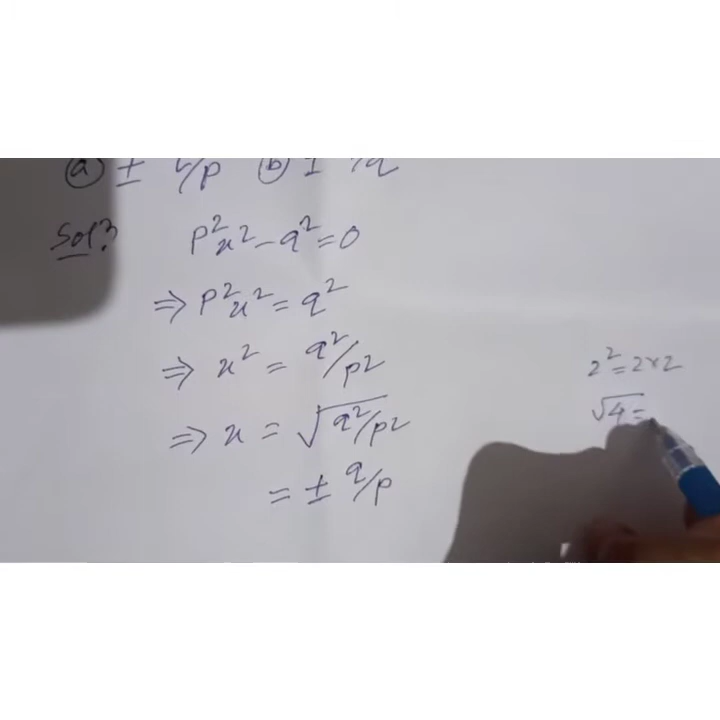 (a) ± /p (b) ± /q
Sol?
p²x² - q² = 0
⇒ p²x² = q²
⇒ x² = q²/p²
⇒ x = √q²/p²
= ± q/p
2² = 2×2
√4 =